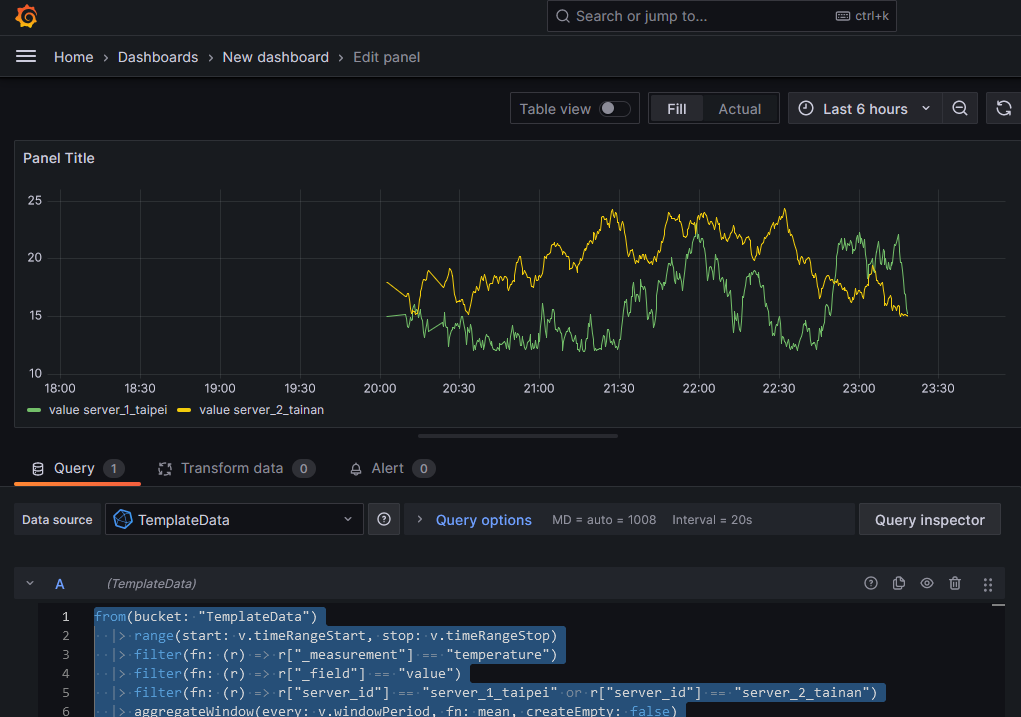 Search or jump to...
ctrl+k
Home › Dashboards › New dashboard › Edit panel
Table view
Fill
Actual
Last 6 hours
Panel Title
25
20
15
10
18:00
18:30
19:00
19:30
20:00
20:30
21:00
21:30
22:00
22:30
23:00
23:30
value server_1_taipei
value server_2_tainan
Query 1
Transform data 0
Alert 0
Data source
TemplateData
Query options
MD = auto = 1008
Interval = 20s
Query inspector
A
(TemplateData)
1 from(bucket: "TemplateData")
2 |> range(start: v.timeRangeStart, stop: v.timeRangeStop)
3 |> filter(fn: (r) => r["_measurement"] == "temperature")
4 |> filter(fn: (r) => r["_field"] == "value")
5 |> filter(fn: (r) => r["server_id"] == "server_1_taipei" or r["server_id"] == "server_2_tainan")
6 |> aggregateWindow(every: v.windowPeriod, fn: mean, createEmpty: false)